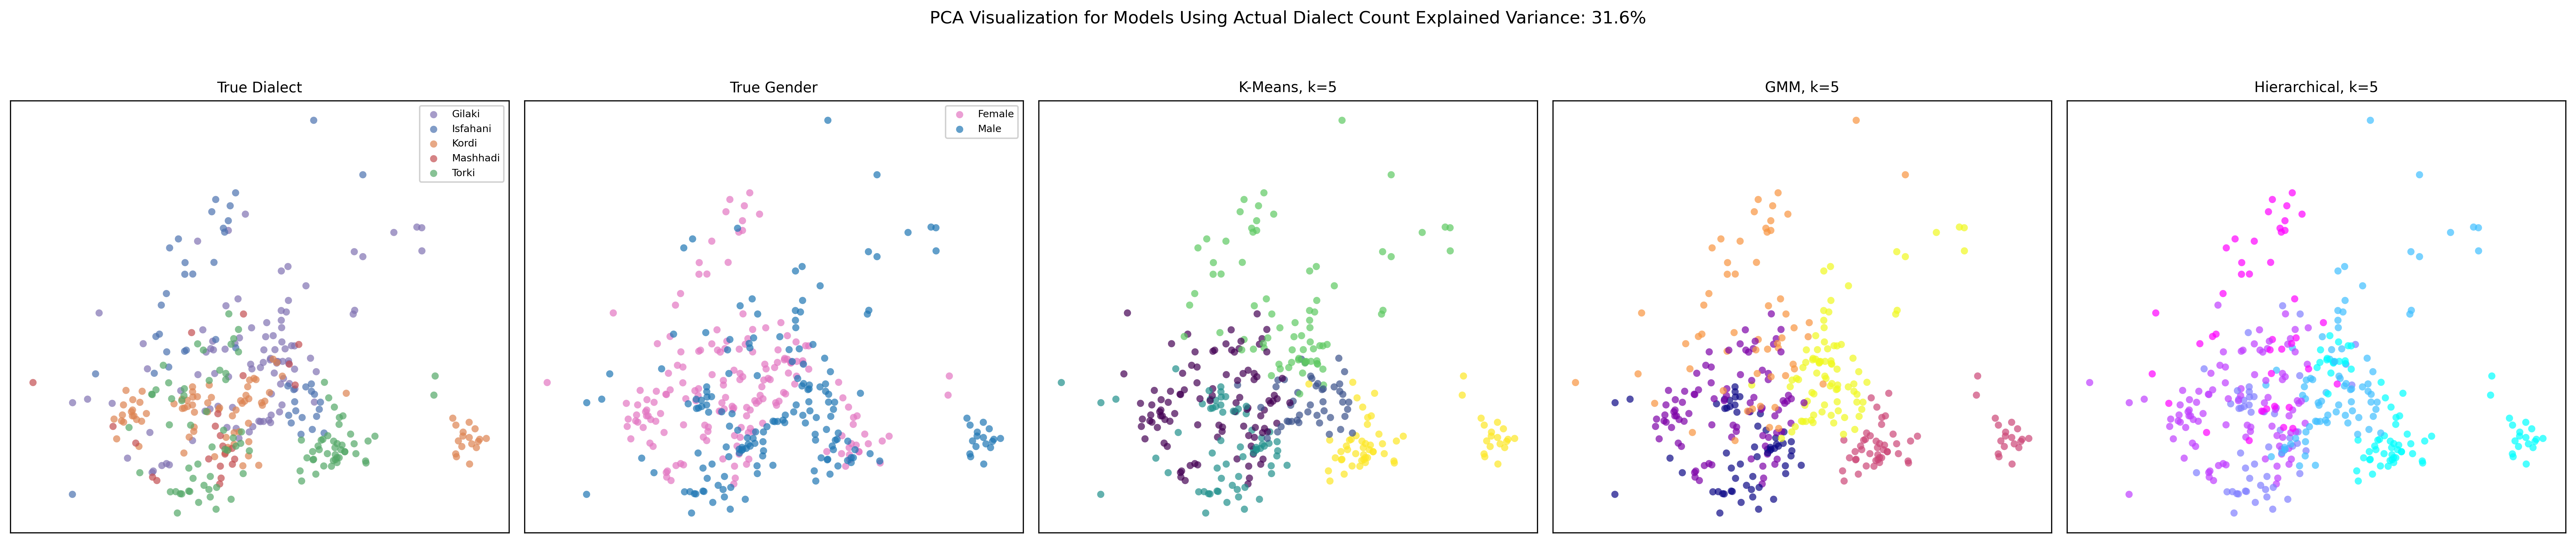 PCA Visualization for Models Using Actual Dialect Count Explained Variance: 31.6%
True Dialect
Gilaki
Isfahani
Kordi
Mashhadi
Torki
True Gender
Female
Male
K-Means, k=5
GMM, k=5
Hierarchical, k=5